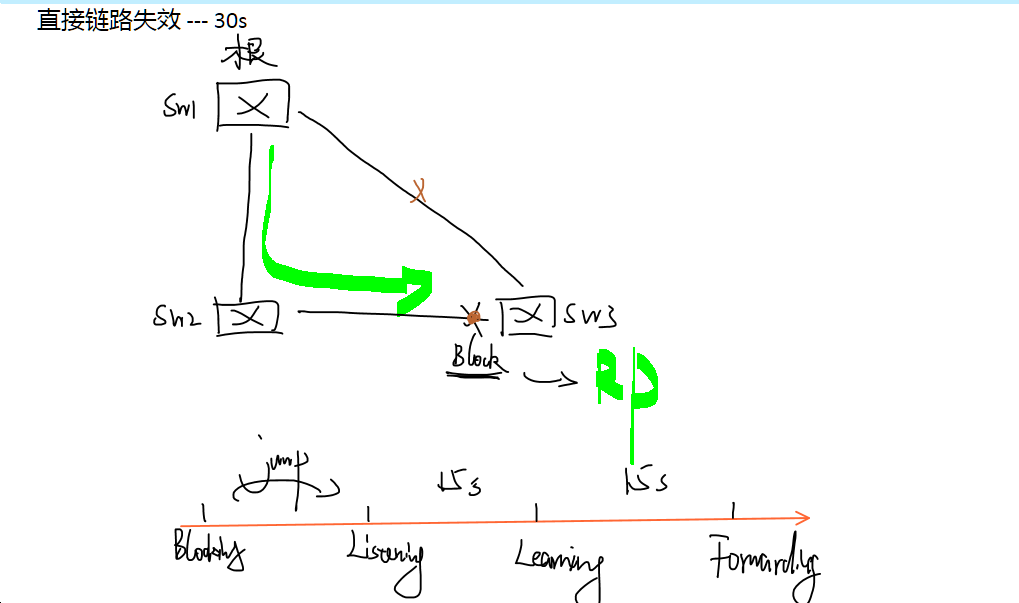 直接链路失效 --- 30s
根
SW1
X
SW2
SW3
Block
RP
jump
15s
15s
Blocking
Listening
Learning
Forwarding